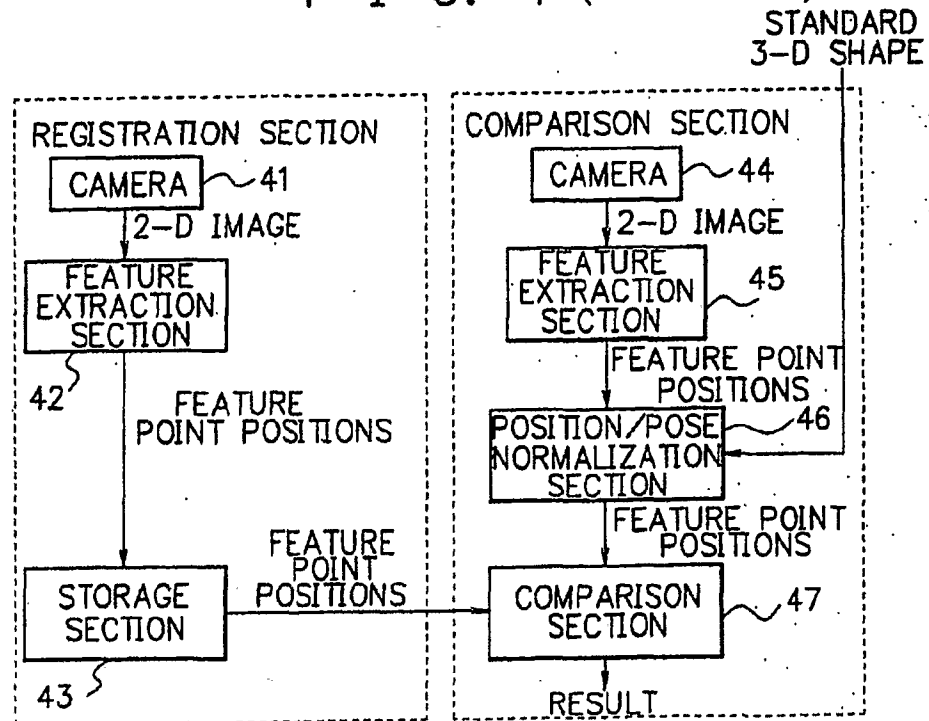 STANDARD
3-D SHAPE
REGISTRATION SECTION
CAMERA
41
2-D IMAGE
FEATURE
EXTRACTION
SECTION
42
FEATURE
POINT POSITIONS
STORAGE
SECTION
43
FEATURE
POINT
POSITIONS
COMPARISON SECTION
CAMERA
44
2-D IMAGE
FEATURE
EXTRACTION
SECTION
45
FEATURE POINT
POSITIONS
POSITION/POSE
NORMALIZATION
SECTION
46
FEATURE POINT
POSITIONS
COMPARISON
SECTION
47
RESULT